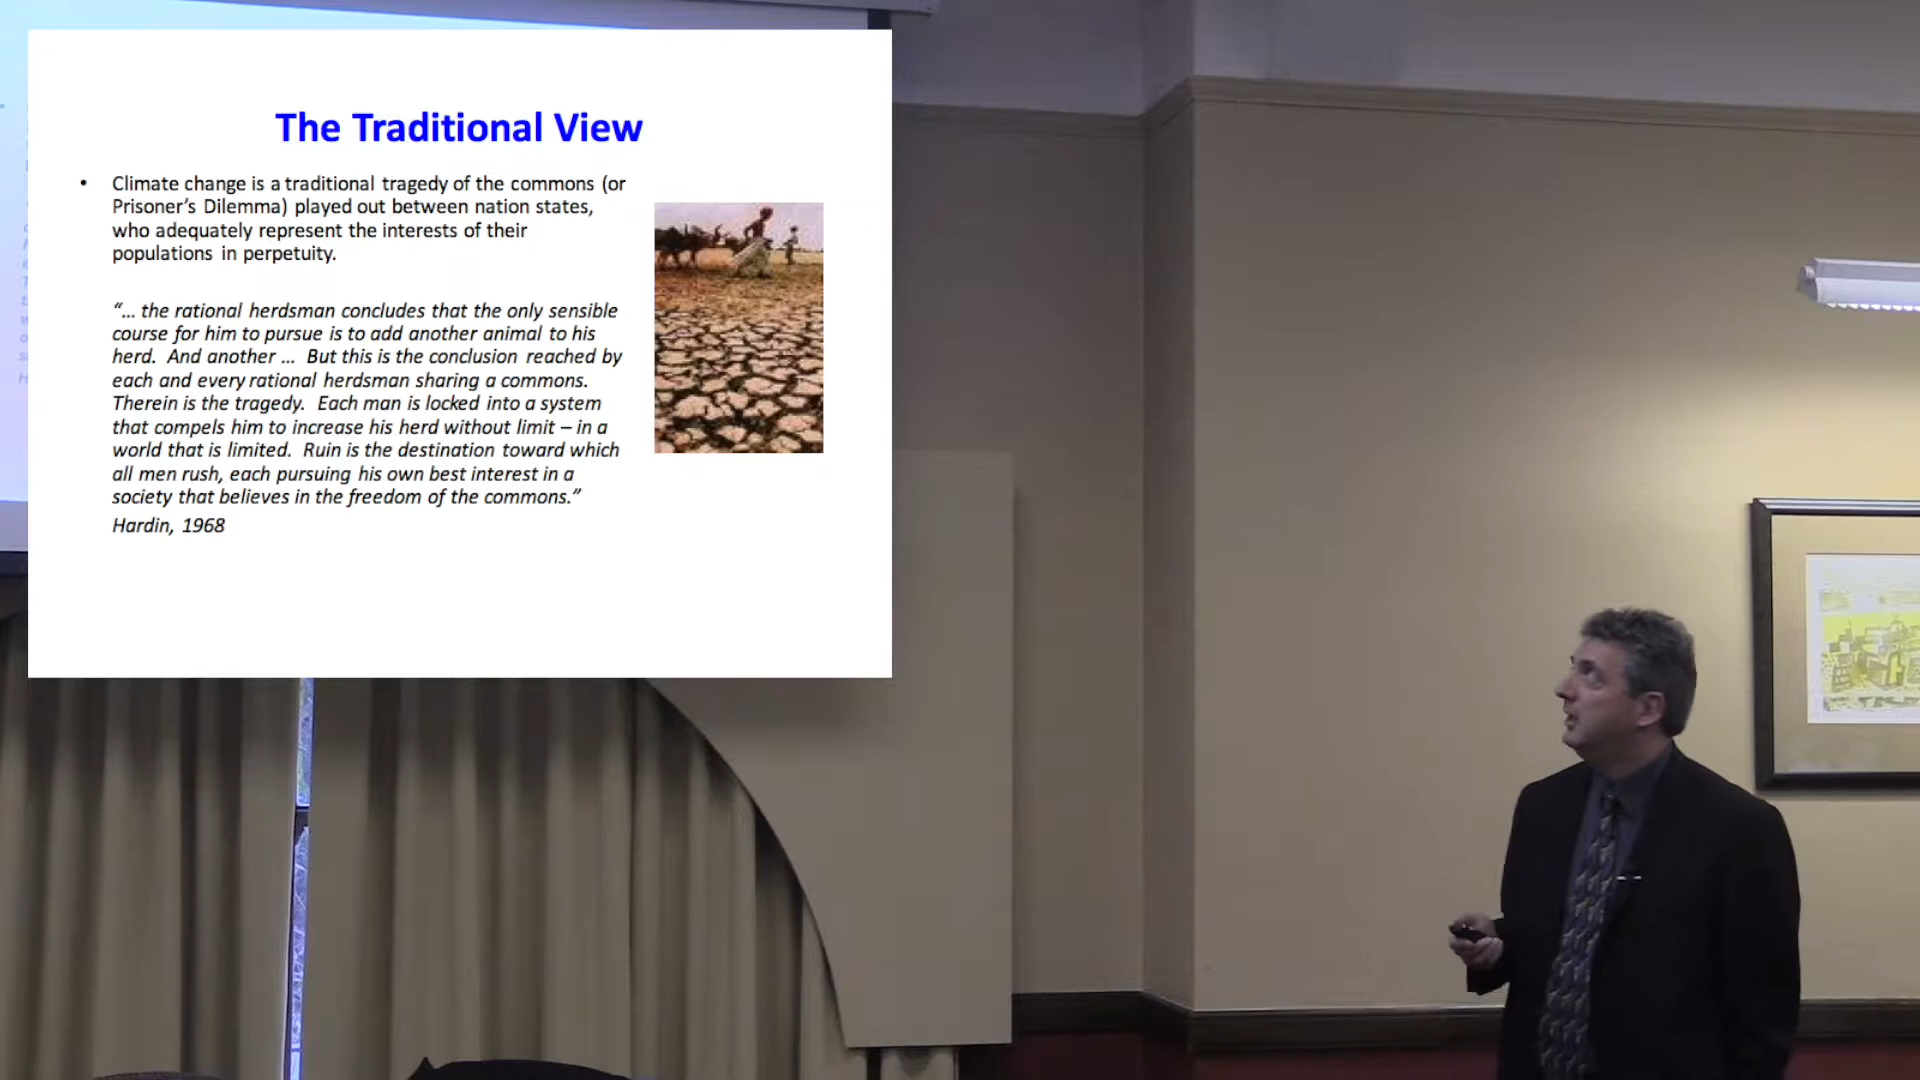 The Traditional View
• Climate change is a traditional tragedy of the commons (or
Prisoner's Dilemma) played out between nation states,
who adequately represent the interests of their
populations in perpetuity.
"... the rational herdsman concludes that the only sensible
course for him to pursue is to add another animal to his
herd. And another ... But this is the conclusion reached by
each and every rational herdsman sharing a commons.
Therein is the tragedy. Each man is locked into a system
that compels him to increase his herd without limit – in a
world that is limited. Ruin is the destination toward which
all men rush, each pursuing his own best interest in a
society that believes in the freedom of the commons."
Hardin, 1968